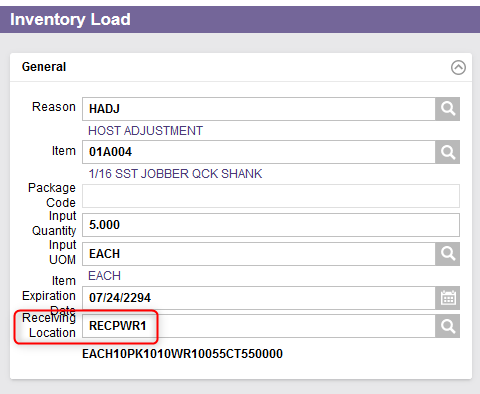 Inventory Load
General
Reason HADJ
HOST ADJUSTMENT
Item 01A004
1/16 SST JOBBER QCK SHANK
Package
Code
Input
Quantity 5.000
Input
UOM EACH
EACH
Item
Expiration
Date 07/24/2294
Receiving
Location RECPWR1
EACH10PK1010WR10055CT550000